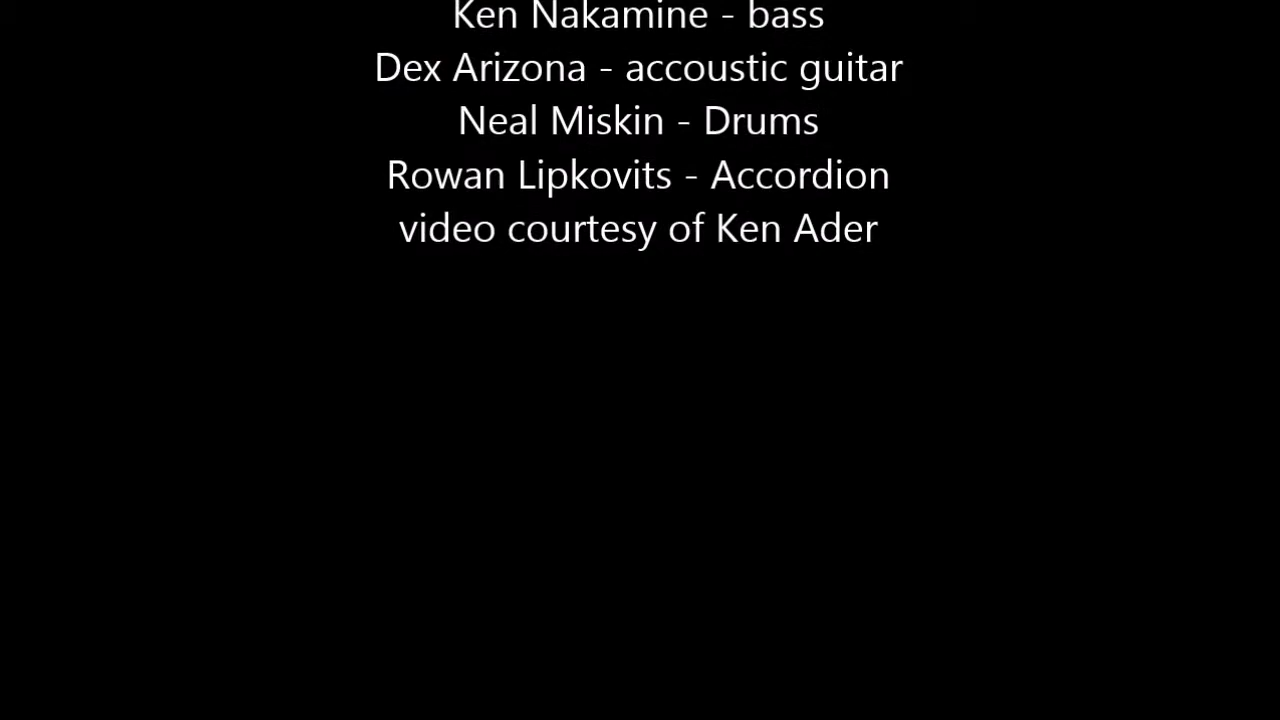 Ken Nakamine - bass
Dex Arizona - accoustic guitar
Neal Miskin - Drums
Rowan Lipkovits - Accordion
video courtesy of Ken Ader